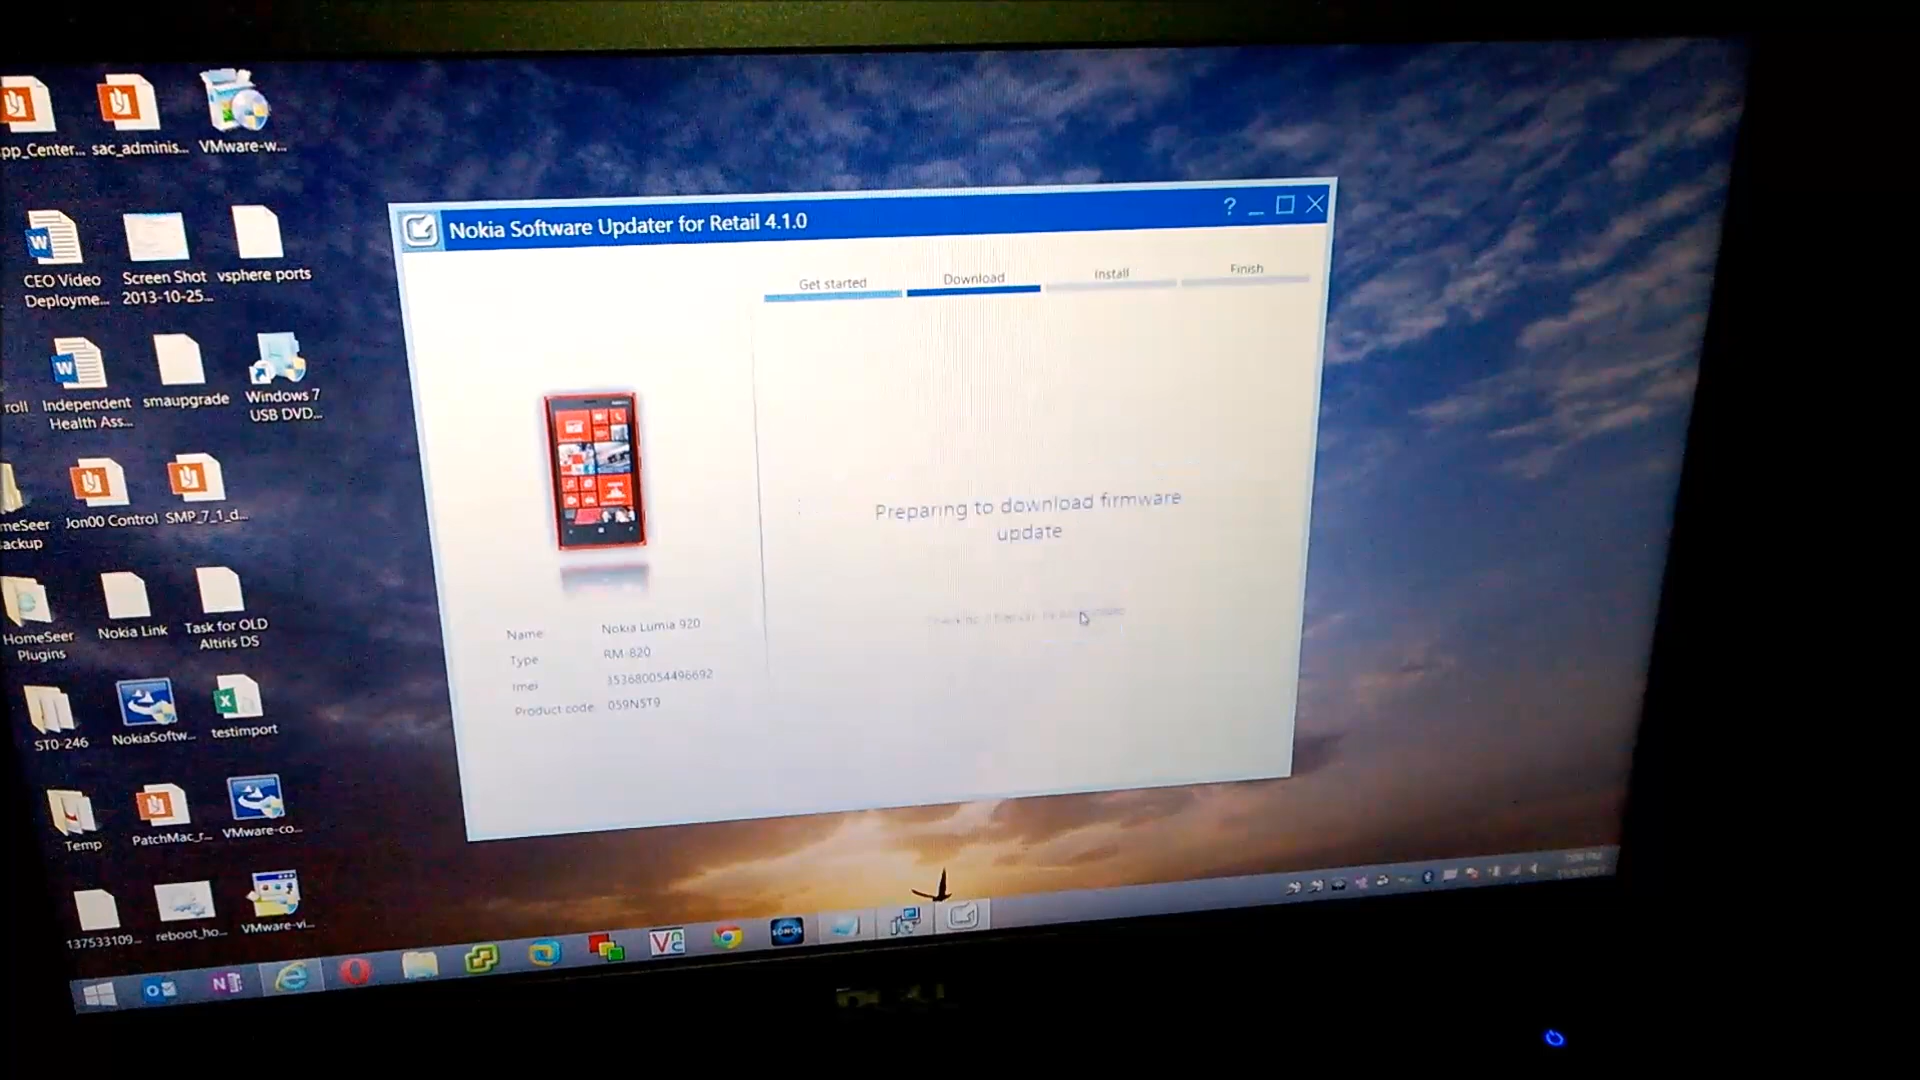 pp_Center...
sac_adminis...
VMware-w...
CEO Video
Deployme...
Screen Shot
2013-10-25...
vsphere ports
roll
Independent
Health Ass...
smaupgrade
Windows 7
USB DVD...
meSeer
ackup
Jon00 Control
SMP_7_1_d...
HomeSeer
Plugins
Nokia Link
Task for OLD
Altiris DS
ST0-246
NokiaSoftw...
testimport
Temp
PatchMac_r...
VMware-co...
137533109...
reboot_ho...
VMware-vi...
Nokia Software Updater for Retail 4.1.0
Get started
Download
Install
Finish
Preparing to download firmware
update
Name Nokia Lumia 920
Type RM-820
Imei 353680054496692
Product code: 059N5T9
SONOS
DELL